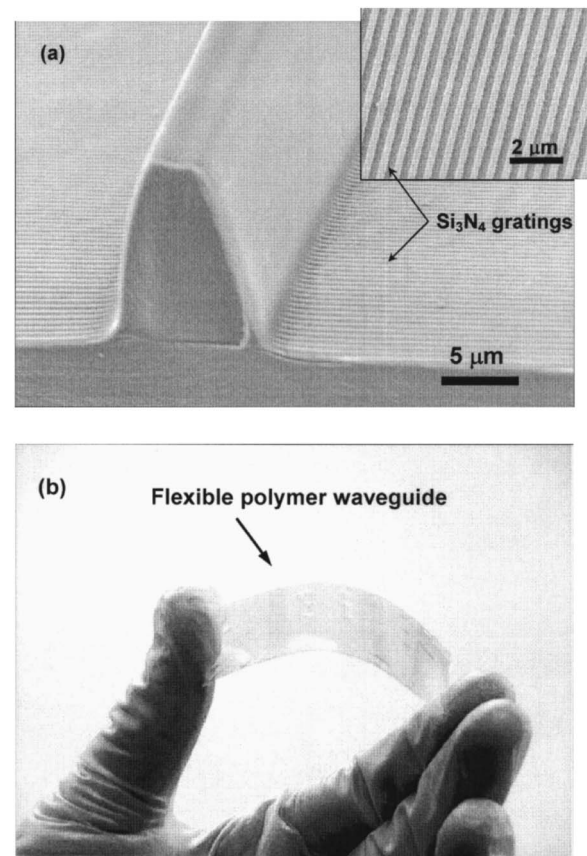 (a)
2 μm
Si₃N₄ gratings
5 μm
(b)
Flexible polymer waveguide